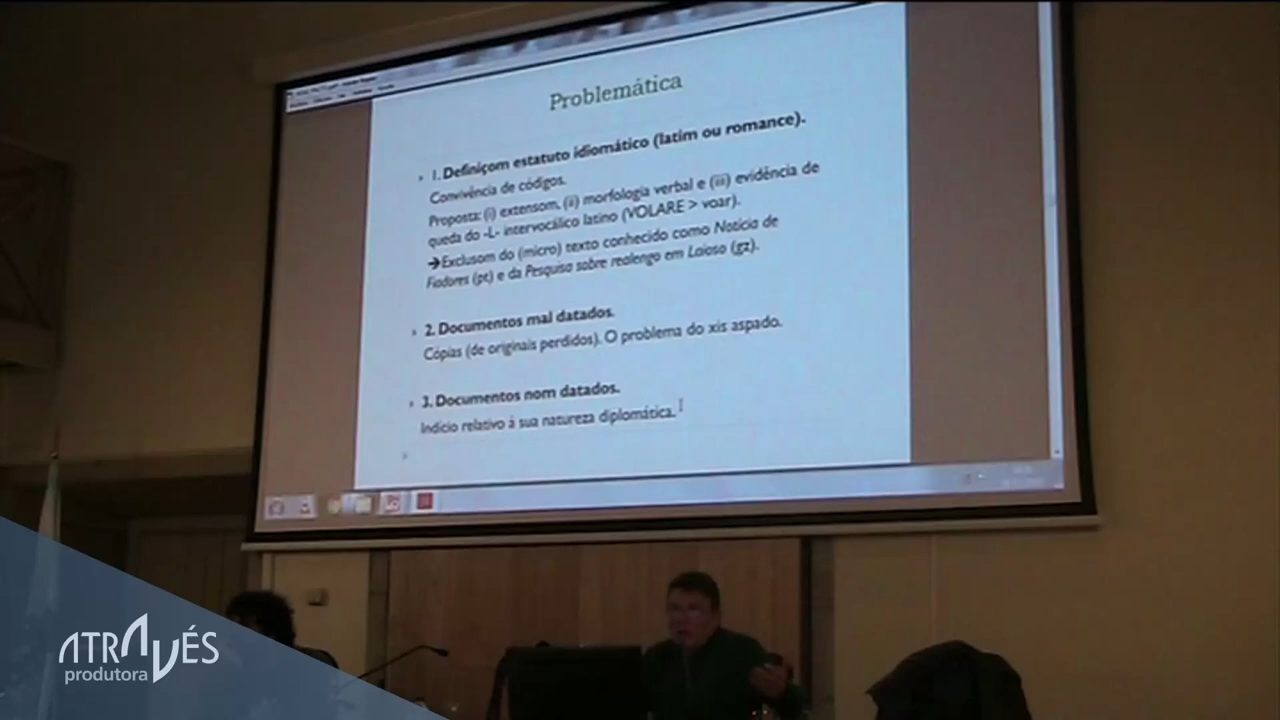 Problemática
1. Definiçom estatuto idiomático (latim ou romance).
Convivência de códigos.
Proposta: (i) extensom, (ii) morfologia verbal e (iii) evidência de
queda do -L- intervocálico latino (VOLARE > voar).
➔Exclusom do (micro) texto conhecido como Notícia de
Fiadores (pt) e da Pesquisa sobre realengo em Laioso (gz).
2. Documentos mal datados.
Cópias (de originais perdidos). O problema do xis aspado.
3. Documentos nom datados.
Indício relativo à sua natureza diplomática.
ATRAVÉS
produtora